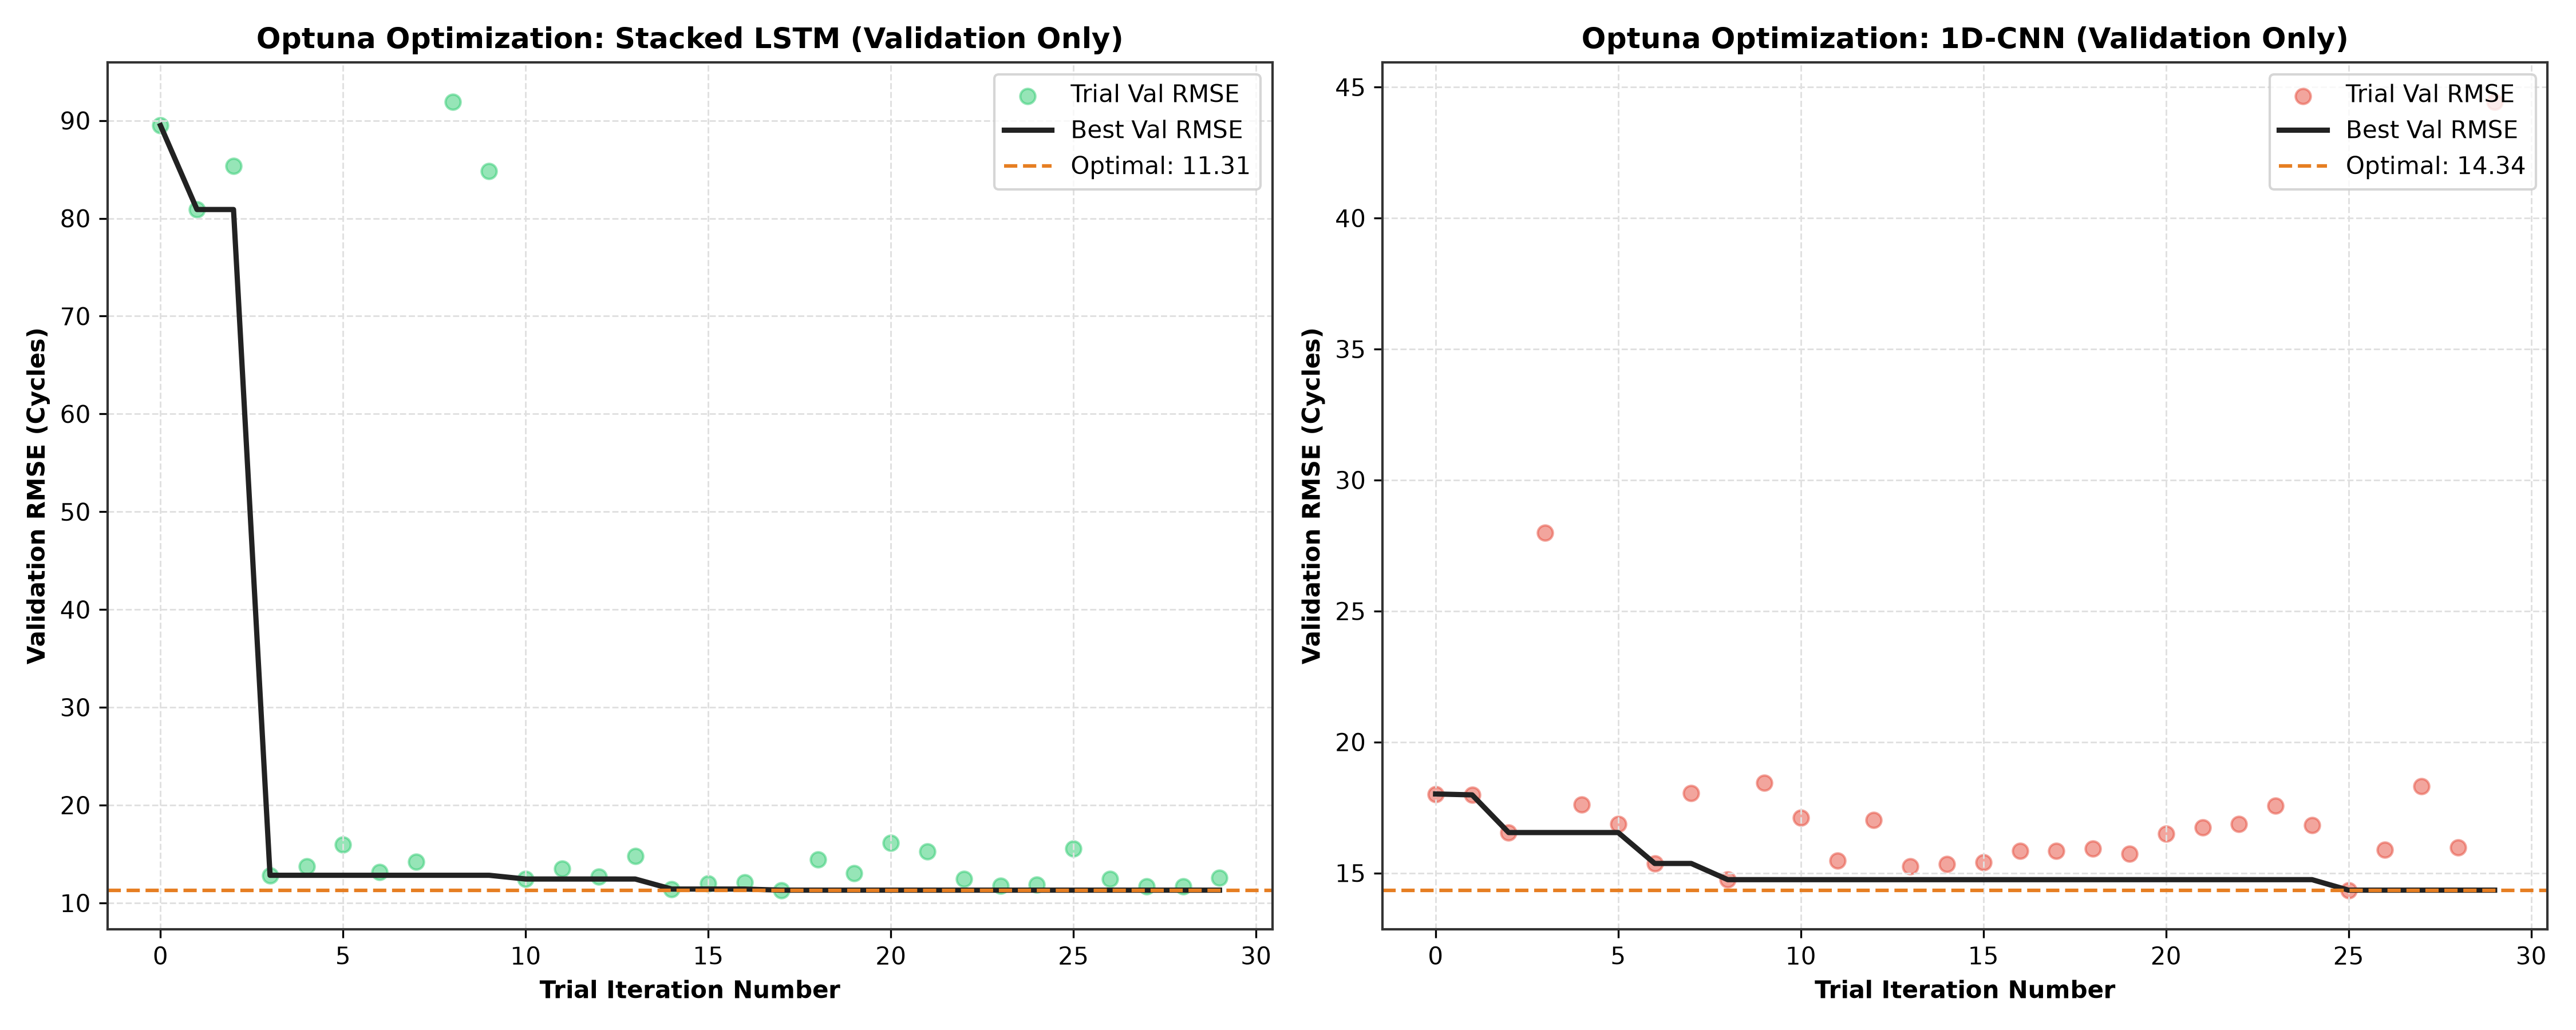 Optuna Optimization: Stacked LSTM (Validation Only)
Validation RMSE (Cycles)
90
80
70
60
50
40
30
20
10
Trial Val RMSE
Best Val RMSE
Optimal: 11.31
0 5 10 15 20 25 30
Trial Iteration Number
Optuna Optimization: 1D-CNN (Validation Only)
Validation RMSE (Cycles)
45
40
35
30
25
20
15
Trial Val RMSE
Best Val RMSE
Optimal: 14.34
0 5 10 15 20 25 30
Trial Iteration Number